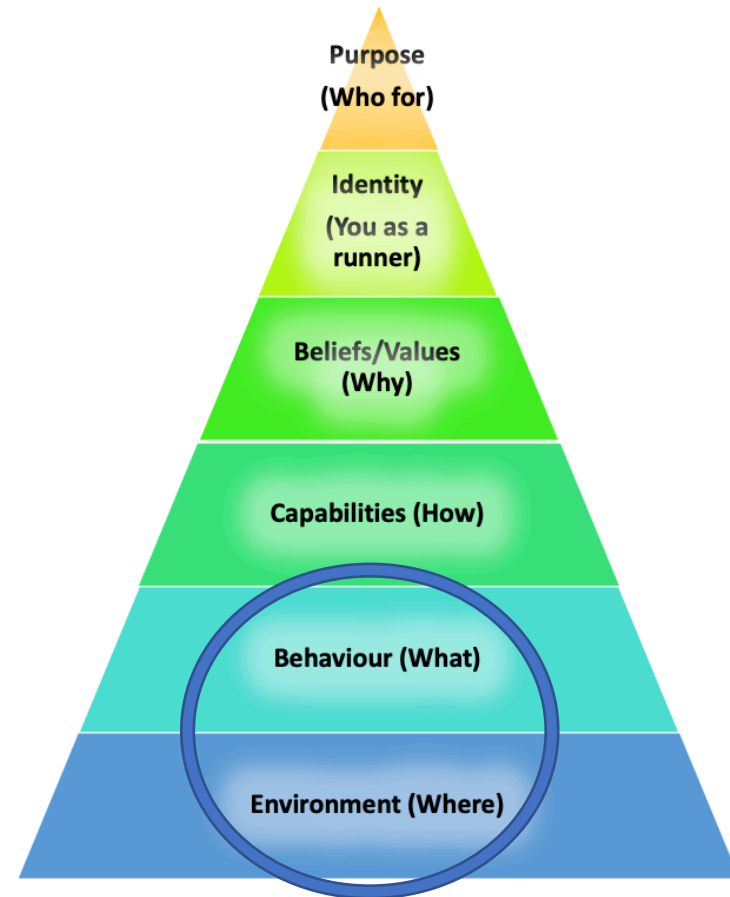 Purpose
(Who for)
Identity
(You as a
runner)
Beliefs/Values
(Why)
Capabilities (How)
Behaviour (What)
Environment (Where)